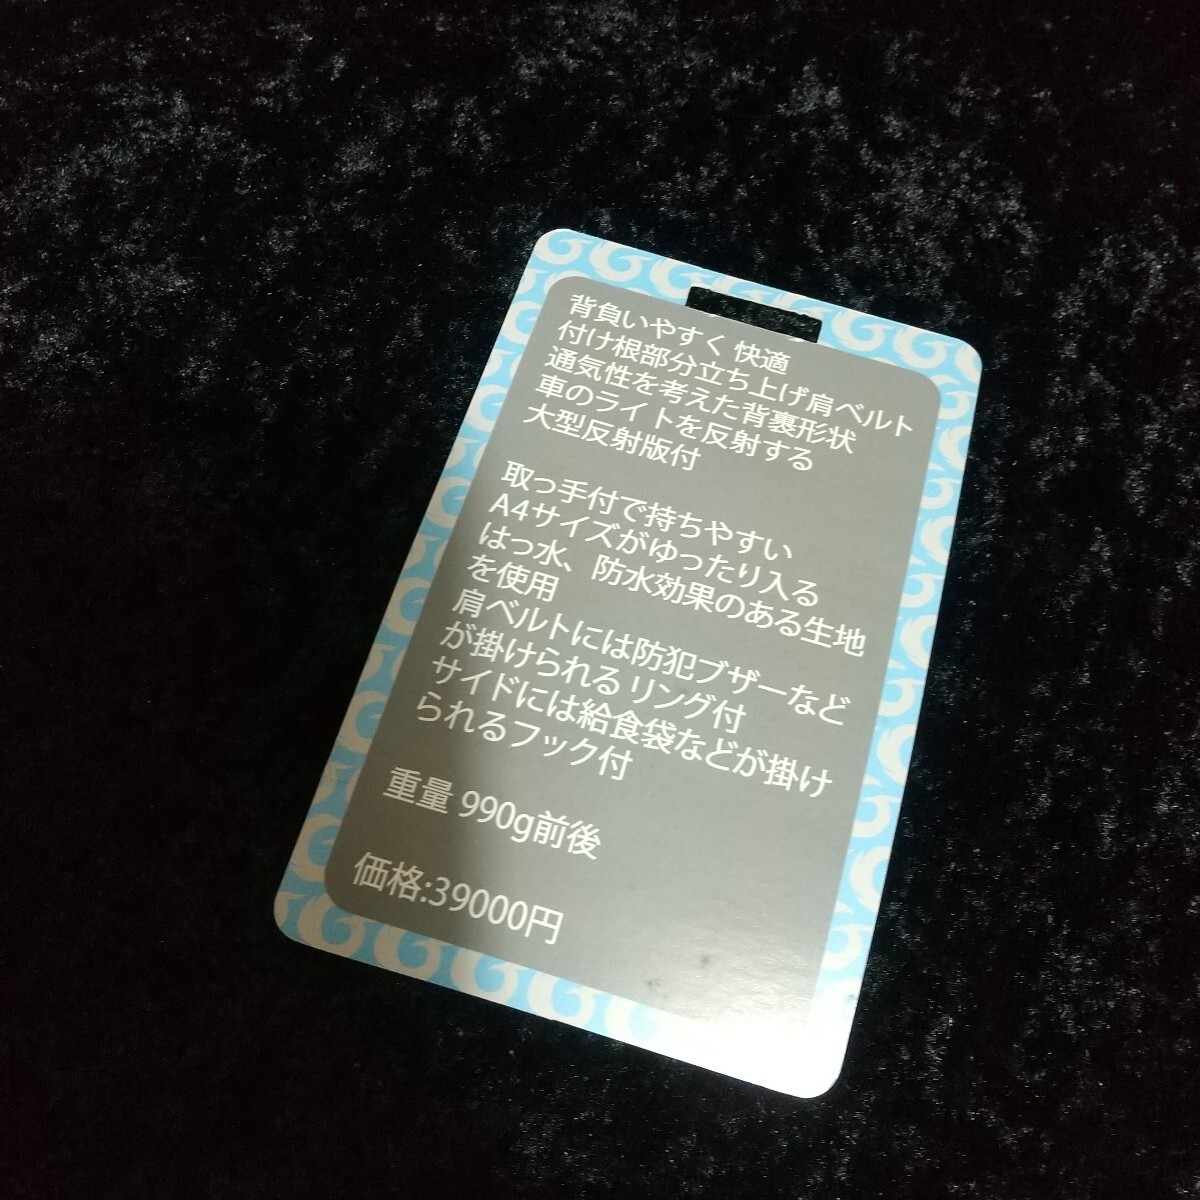 背負いやすく 快適
付け根部分立ち上げ肩ベルト
通気性を考えた背裏形状
車のライトを反射する
大型反射版付
取っ手付で持ちやすい
A4サイズがゆったり入る
はっ水、防水効果のある生地
を使用
肩ベルトには防犯ブザーなど
が掛けられる リング付
サイドには給食袋などが掛け
られるフック付
重量 990g前後
価格:39000円